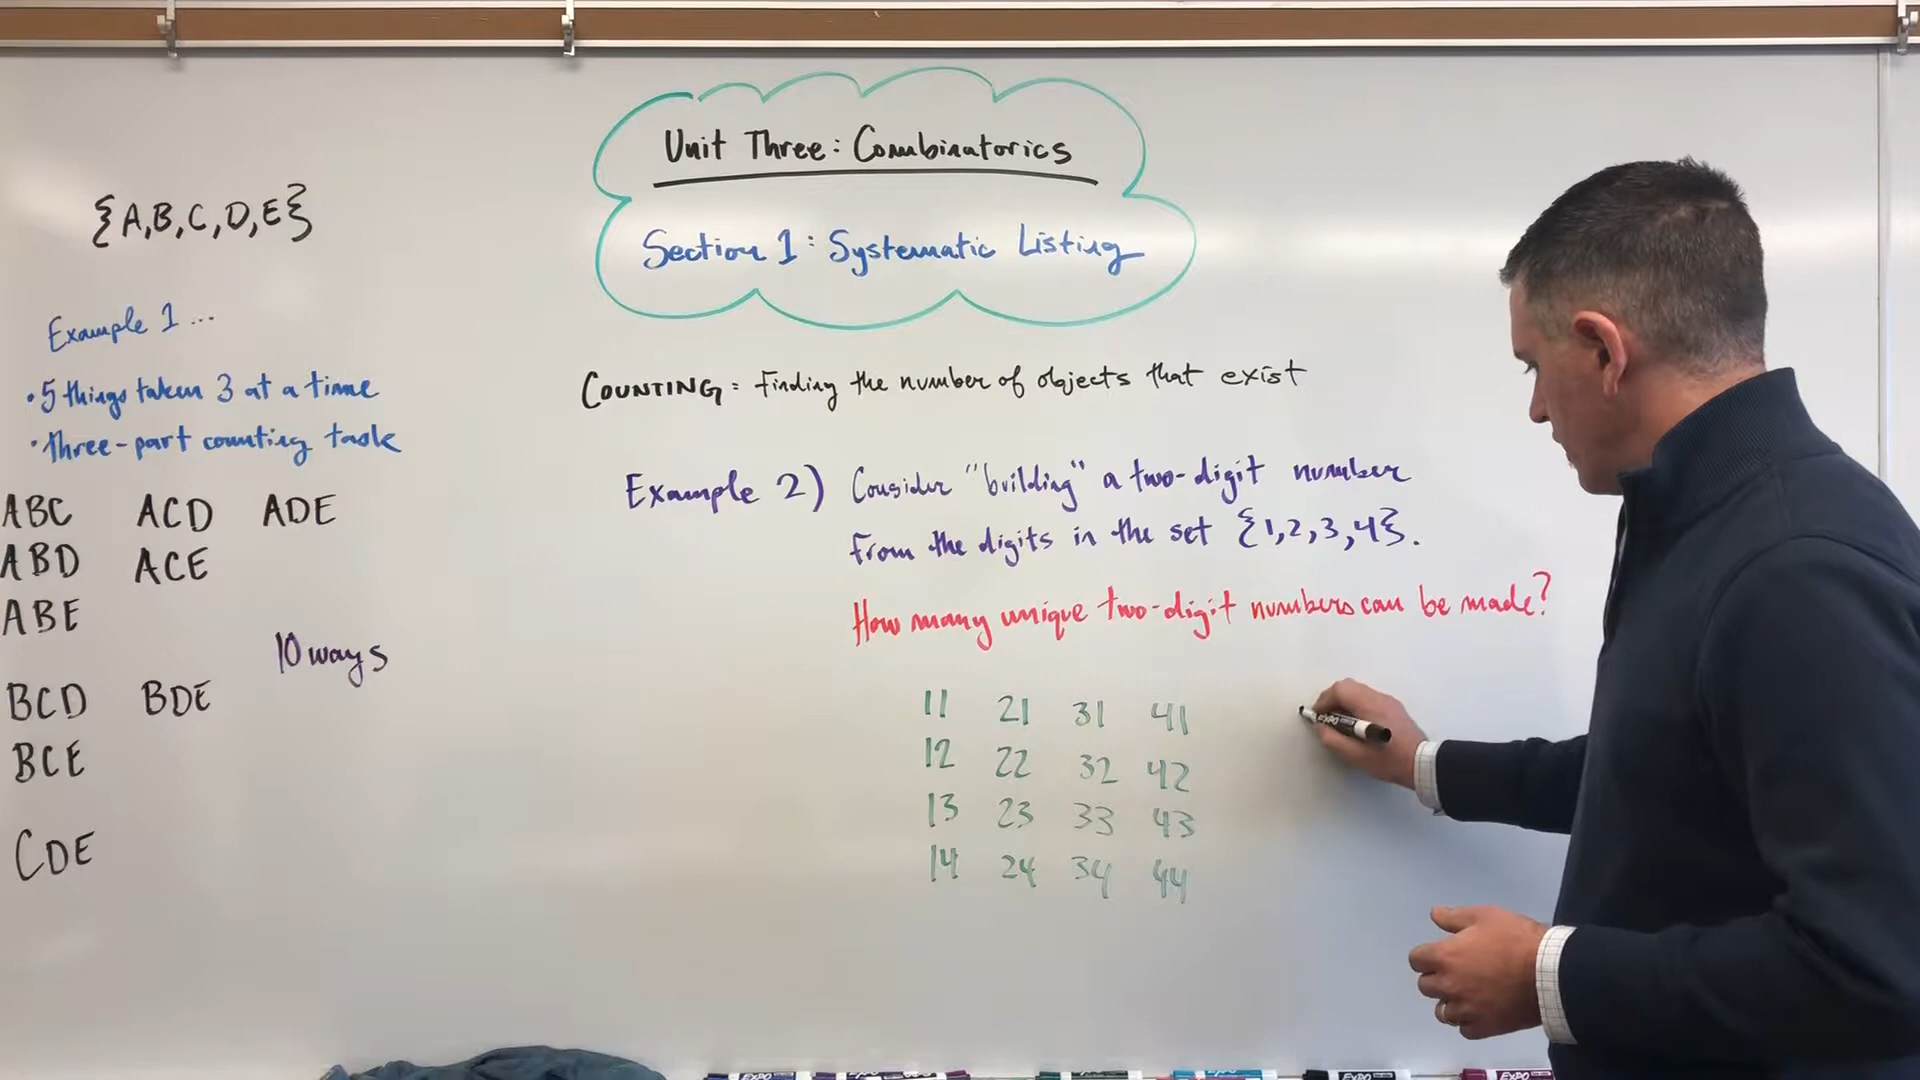 Unit Three: Combinatorics
Section 1: Systematic Listing
{A,B,C,D,E}
Example 1 ...
• 5 things taken 3 at a time
• three-part counting task
ABC ACD ADE
ABD ACE
ABE
10 ways
BCD BDE
BCE
CDE
COUNTING: Finding the number of objects that exist
Example 2) Consider "building" a two-digit number
from the digits in the set {1,2,3,4}.
How many unique two-digit numbers can be made?
11 21 31 41
12 22 32 42
13 23 33 43
14 24 34 44
EXPO
EXPO